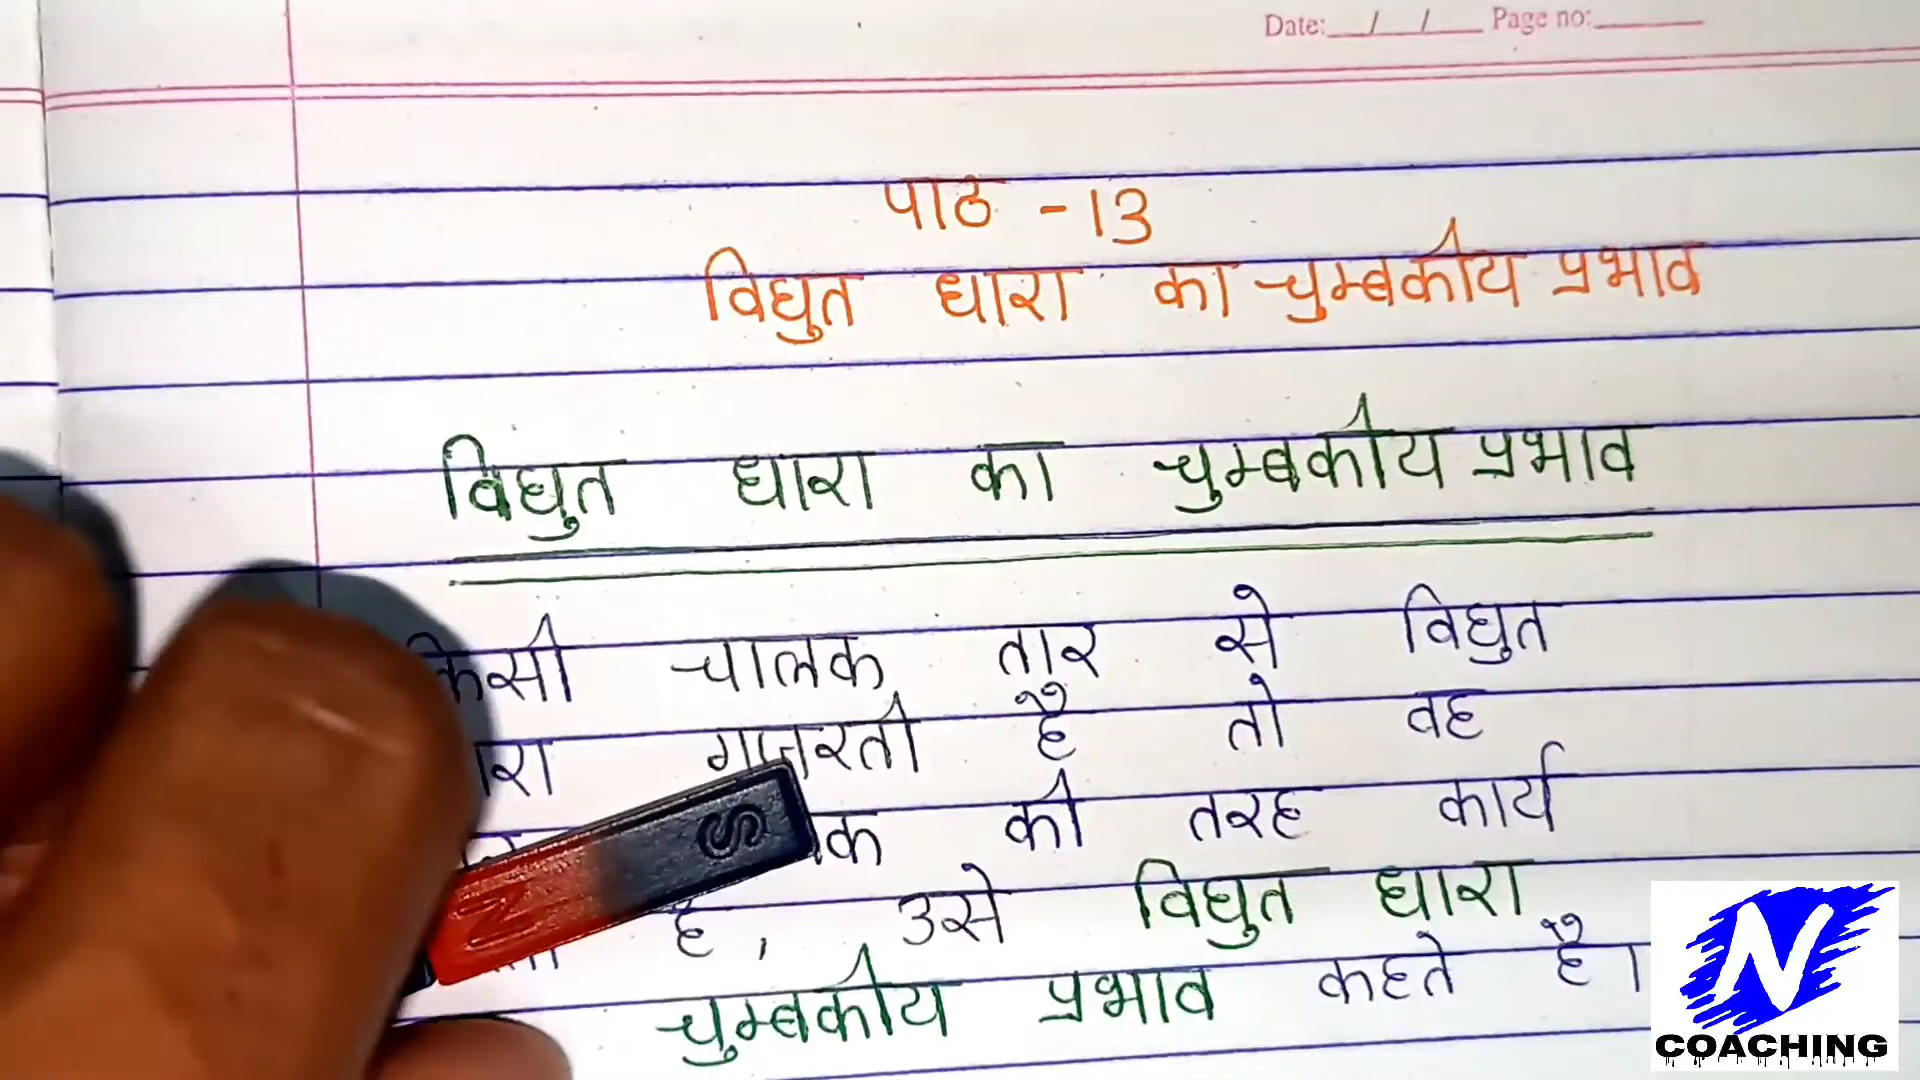 Date: / / Page no:
पाठ -13
विधुत धारा का चुम्बकीय प्रभाव
विधुत धारा का चुम्बकीय प्रभाव
चालक तार से विधुत
गुजरती है तो वह
की तरह कार्य
है, उसे विधुत धारा
चुम्बकीय प्रभाव कहते है।
S
N
N
COACHING